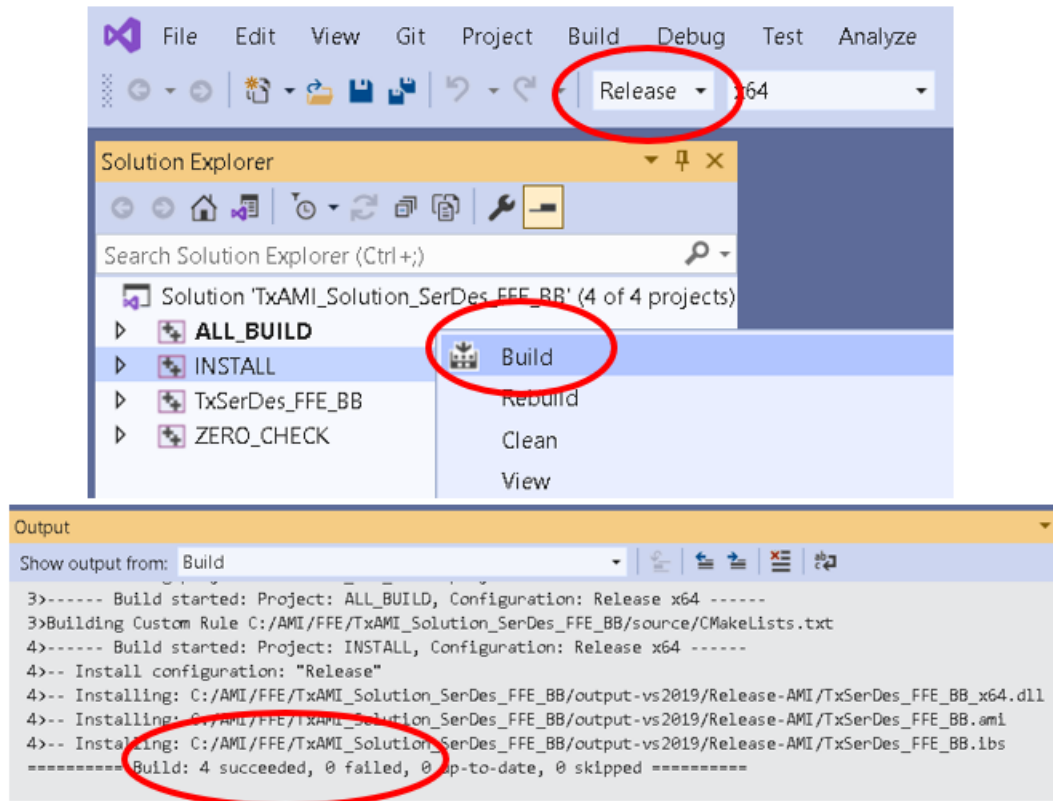 File Edit View Git Project Build Debug Test Analyze
Release x64
Solution Explorer
Search Solution Explorer (Ctrl+;)
Solution 'TxAMI_Solution_SerDes_FFE_BB' (4 of 4 projects)
ALL_BUILD
INSTALL
TxSerDes_FFE_BB
ZERO_CHECK
Build
Rebuild
Clean
View
Output
Show output from: Build
3>------ Build started: Project: ALL_BUILD, Configuration: Release x64 ------
3>Building Custom Rule C:/AMI/FFE/TxAMI_Solution_SerDes_FFE_BB/source/CMakeLists.txt
4>------ Build started: Project: INSTALL, Configuration: Release x64 ------
4>-- Install configuration: "Release"
4>-- Installing: C:/AMI/FFE/TxAMI_Solution_SerDes_FFE_BB/output-vs2019/Release-AMI/TxSerDes_FFE_BB_x64.dll
4>-- Installing: C:/AMI/FFE/TxAMI_Solution_SerDes_FFE_BB/output-vs2019/Release-AMI/TxSerDes_FFE_BB.ami
4>-- Installing: C:/AMI/FFE/TxAMI_Solution_SerDes_FFE_BB/output-vs2019/Release-AMI/TxSerDes_FFE_BB.ibs
========== Build: 4 succeeded, 0 failed, 0 up-to-date, 0 skipped ==========